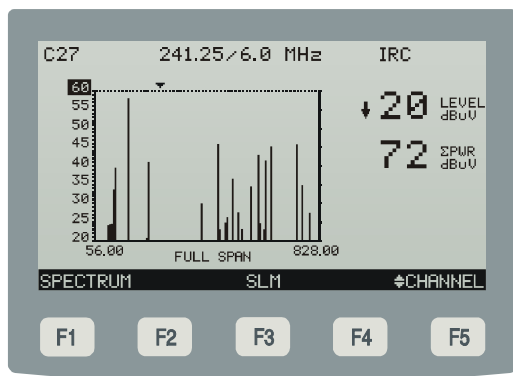 C27 241.25/6.0 MHz IRC
60
55
50
45
40
35
30
25
20
56.00 FULL SPAN 828.00
↓20 LEVEL dBuV
72 ΣPWR dBuV
SPECTRUM SLM ♦CHANNEL
F1 F2 F3 F4 F5